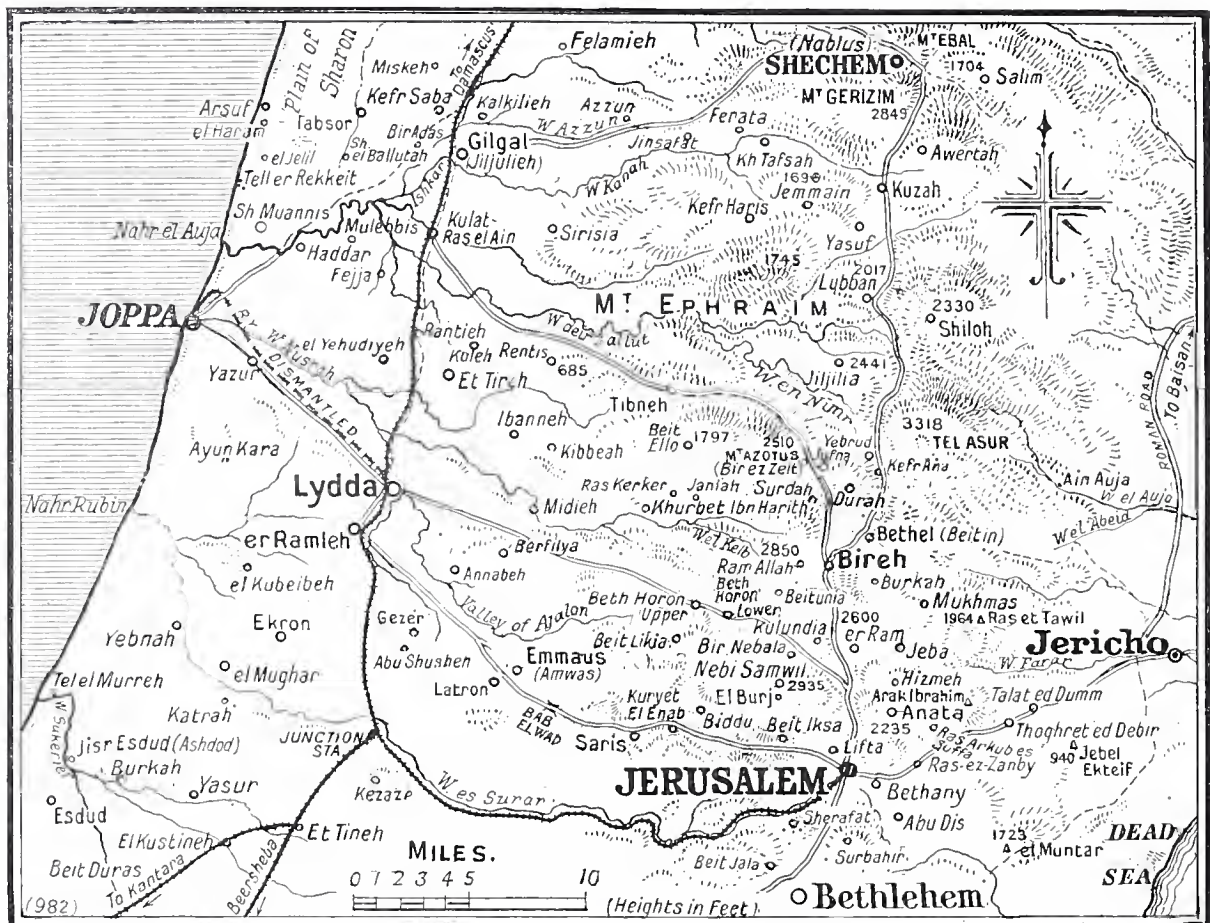 Felamieh
(Nablus)
SHECHEM
MT EBAL
1704
Salim
Plain of
Sharon
Miskeh
To
Damascus
Kefr Saba
Kalkilieh
Azzun
W Azzun
MT GERIZIM
2849
Arsuf
el Haram
Tabsor
Bir Adas
Gilgal
(Jiljulieh)
Jinsafat
Ferata
Kh Tafsah
Awertah
el Jelil
Sh
el Ballutah
Tell er Rekkeit
W Kanah
1696
Jemmain
Kuzah
Kefr Haris
Sh Muannis
Nahr el Auja
Mulebbis
Haddar
Fejja
Kulat-
Ras el Ain
Sirisia
Yasuf
1745
2017
Lubban
MT EPHRAIM
2330
Shiloh
JOPPA
RY
DISMANTLED
el Yehudiyeh
Yazur
Rantieh
Kuleh
Rentis
685
Et Tireh
2441
Jiljilia
W en Nimr
Tibneh
Ibanneh
Kibbeah
Beit
Ello
1797
2510
MT AZOTUS
(Bir ez Zeit)
Yebrud
Jufna
3318
TEL ASUR
Kefr Ana
ROMAN ROAD
To Baisan
Ayun Kara
Lydda
Nahr Rubin
Midieh
Ras Kerker
Janiah
Surdah
Khurbet Ibn Harith
Durah
Ain Auja
W el Auja
W el Abeid
er Ramleh
Berfilya
Annabeh
W el Kelb
2850
Ram Allah
Bethel (Beitin)
Bireh
Burkah
el Kubeibeh
Valley of Ajalon
Beth Horon
Upper
Beth
Horon
Lower
Beitunia
Mukhmas
1964
Ras et Tawil
Yebnah
Ekron
Gezer
Abu Shusheh
Beit Likia
Kulundia
2600
er Ram
Jeba
Jericho
W Farar
el Mughar
Emmaus
(Amwas)
Latron
Bir Nebala
Nebi Samwil
2935
Hizmeh
Arak Ibrahim
Talat ed Dumm
Tel el Murreh
Katrah
Kuryet
El Enab
El Burj
Biddu
Beit Iksa
Anata
2235
Thoghret ed Debir
W Sukerier
jisr Esdud (Ashdod)
JUNCTION
STA.
BAB
EL WAD
Saris
Lifta
Ras Arkub es
Suffa
Ras-ez-Zanby
940
Jebel
Ekteif
Burkah
Yasur
Kezaze
W es Surar
JERUSALEM
Bethany
Esdud
Et Tineh
El Kustineh
Sherafat
Abu Dis
DEAD
SEA
Beit Duras
To Kantara
Beersheba
MILES.
Beit Jala
Surbahir
1723
el Muntar
0 1 2 3 4 5 10
(Heights in Feet)
Bethlehem
(982)